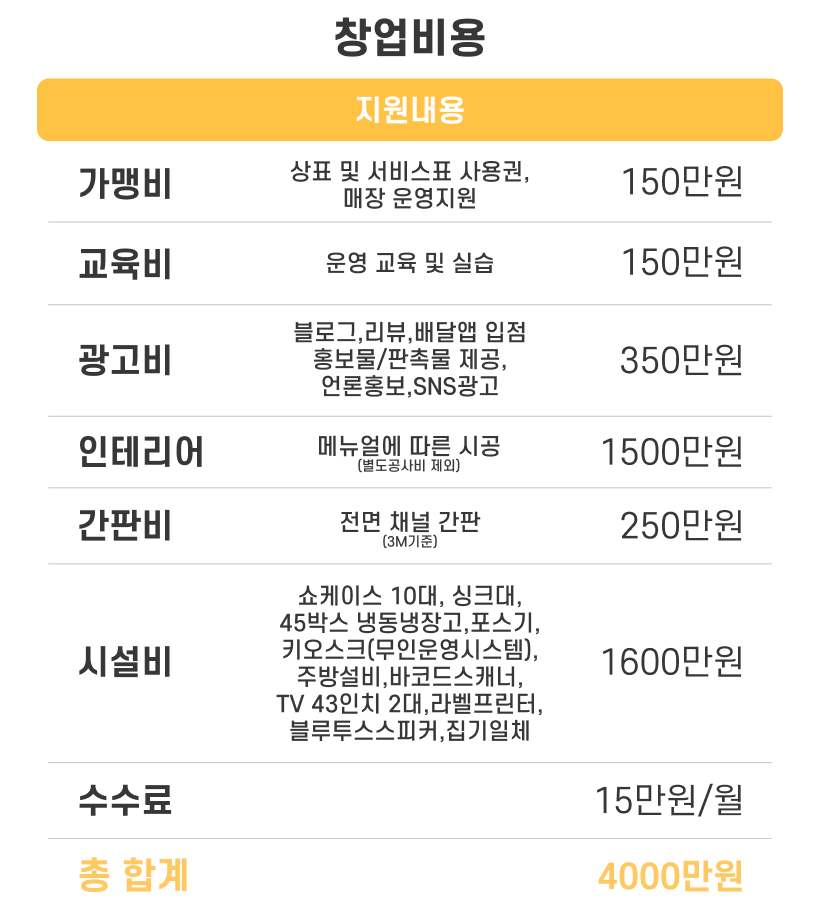 창업비용
지원내용
가맹비
상표 및 서비스표 사용권,
매장 운영지원
150만원
교육비
운영 교육 및 실습
150만원
광고비
블로그,리뷰,배달앱 입점
홍보물/판촉물 제공,
언론홍보,SNS광고
350만원
인테리어
메뉴얼에 따른 시공
(별도공사비 제외)
1500만원
간판비
전면 채널 간판
(3M기준)
250만원
시설비
쇼케이스 10대, 싱크대,
45박스 냉동냉장고,포스기,
키오스크(무인운영시스템),
주방설비,바코드스캐너,
TV 43인치 2대,라벨프린터,
블루투스스피커,집기일체
1600만원
수수료
15만원/월
총 합계
4000만원